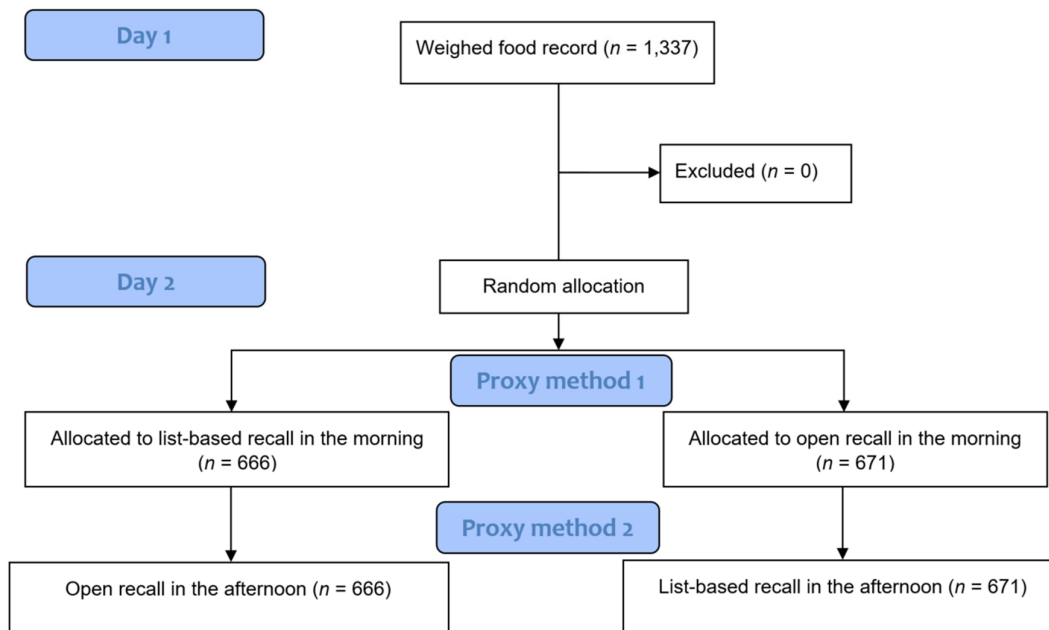 Day 1
Weighed food record (n = 1,337)
Excluded (n = 0)
Day 2
Random allocation
Proxy method 1
Allocated to list-based recall in the morning
(n = 666)
Allocated to open recall in the morning
(n = 671)
Proxy method 2
Open recall in the afternoon (n = 666)
List-based recall in the afternoon (n = 671)